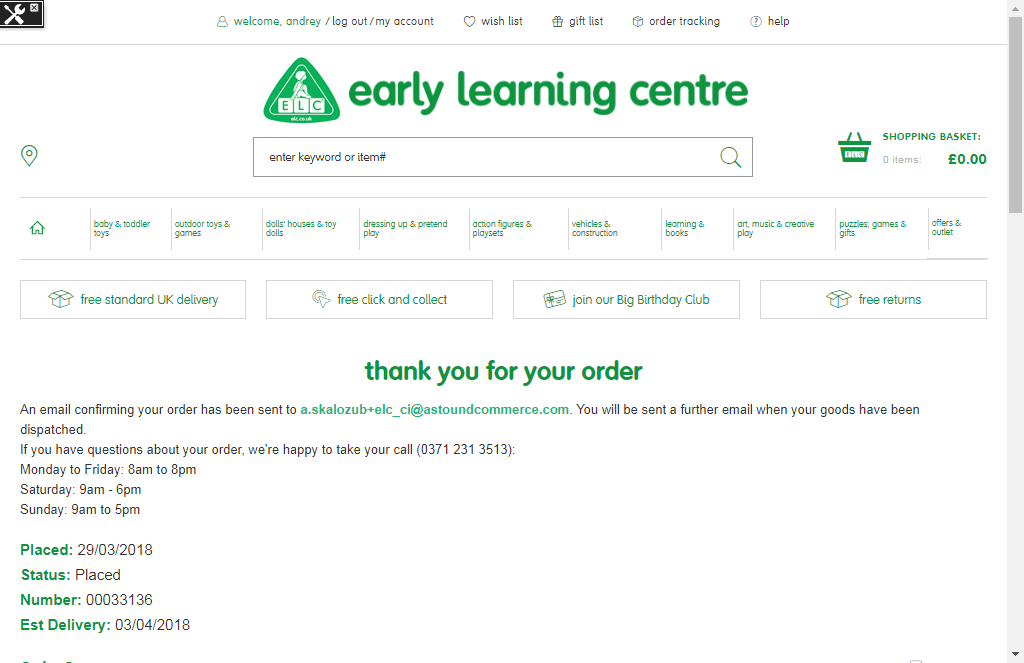 welcome, andrey / log out / my account wish list gift list order tracking help
ELC
elc.co.uk
early learning centre
enter keyword or item#
ELC
SHOPPING BASKET:
0 items: £0.00
baby & toddler toys
outdoor toys & games
dolls' houses & toy dolls
dressing up & pretend play
action figures & playsets
vehicles & construction
learning & books
art, music & creative play
puzzles, games & gifts
offers & outlet
free standard UK delivery
free click and collect
join our Big Birthday Club
free returns
thank you for your order
An email confirming your order has been sent to a.skalozub+elc_ci@astoundcommerce.com. You will be sent a further email when your goods have been
dispatched.
If you have questions about your order, we're happy to take your call (0371 231 3513):
Monday to Friday: 8am to 8pm
Saturday: 9am - 6pm
Sunday: 9am to 5pm
Placed: 29/03/2018
Status: Placed
Number: 00033136
Est Delivery: 03/04/2018